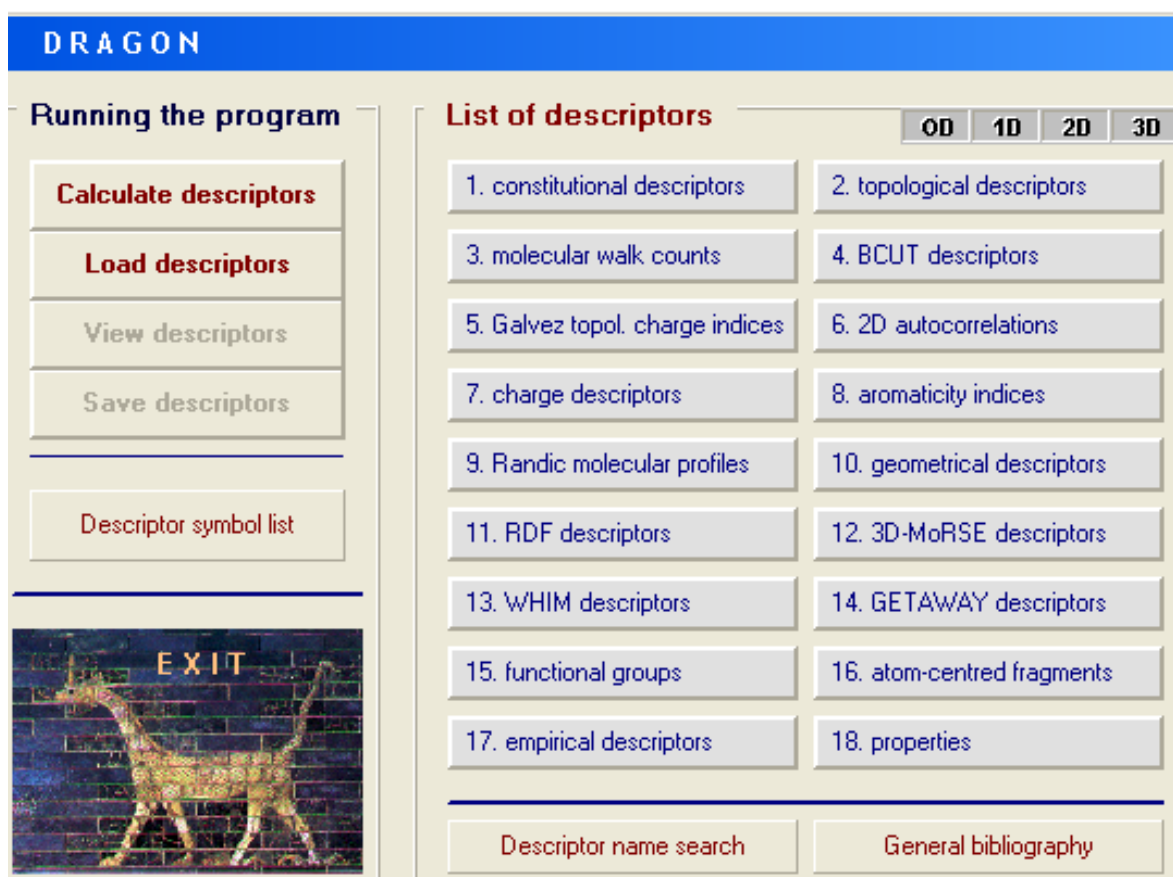 DRAGON
Running the program
Calculate descriptors
Load descriptors
View descriptors
Save descriptors
Descriptor symbol list
EXIT
List of descriptors
0D 1D 2D 3D
1. constitutional descriptors
2. topological descriptors
3. molecular walk counts
4. BCUT descriptors
5. Galvez topol. charge indices
6. 2D autocorrelations
7. charge descriptors
8. aromaticity indices
9. Randic molecular profiles
10. geometrical descriptors
11. RDF descriptors
12. 3D-MoRSE descriptors
13. WHIM descriptors
14. GETAWAY descriptors
15. functional groups
16. atom-centred fragments
17. empirical descriptors
18. properties
Descriptor name search
General bibliography